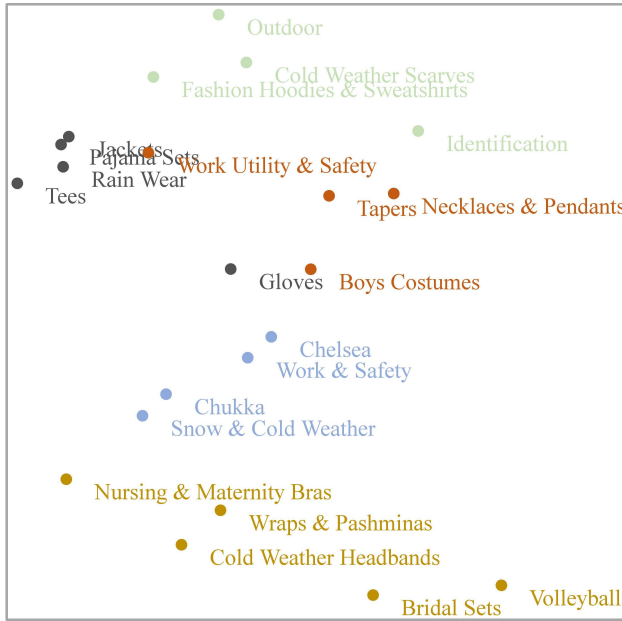 Outdoor
Cold Weather Scarves
Fashion Hoodies & Sweatshirts
Identification
Jackets
Pajama Sets
Work Utility & Safety
Rain Wear
Tees
Tapers
Necklaces & Pendants
Gloves
Boys Costumes
Chelsea
Work & Safety
Chukka
Snow & Cold Weather
Nursing & Maternity Bras
Wraps & Pashminas
Cold Weather Headbands
Volleyball
Bridal Sets